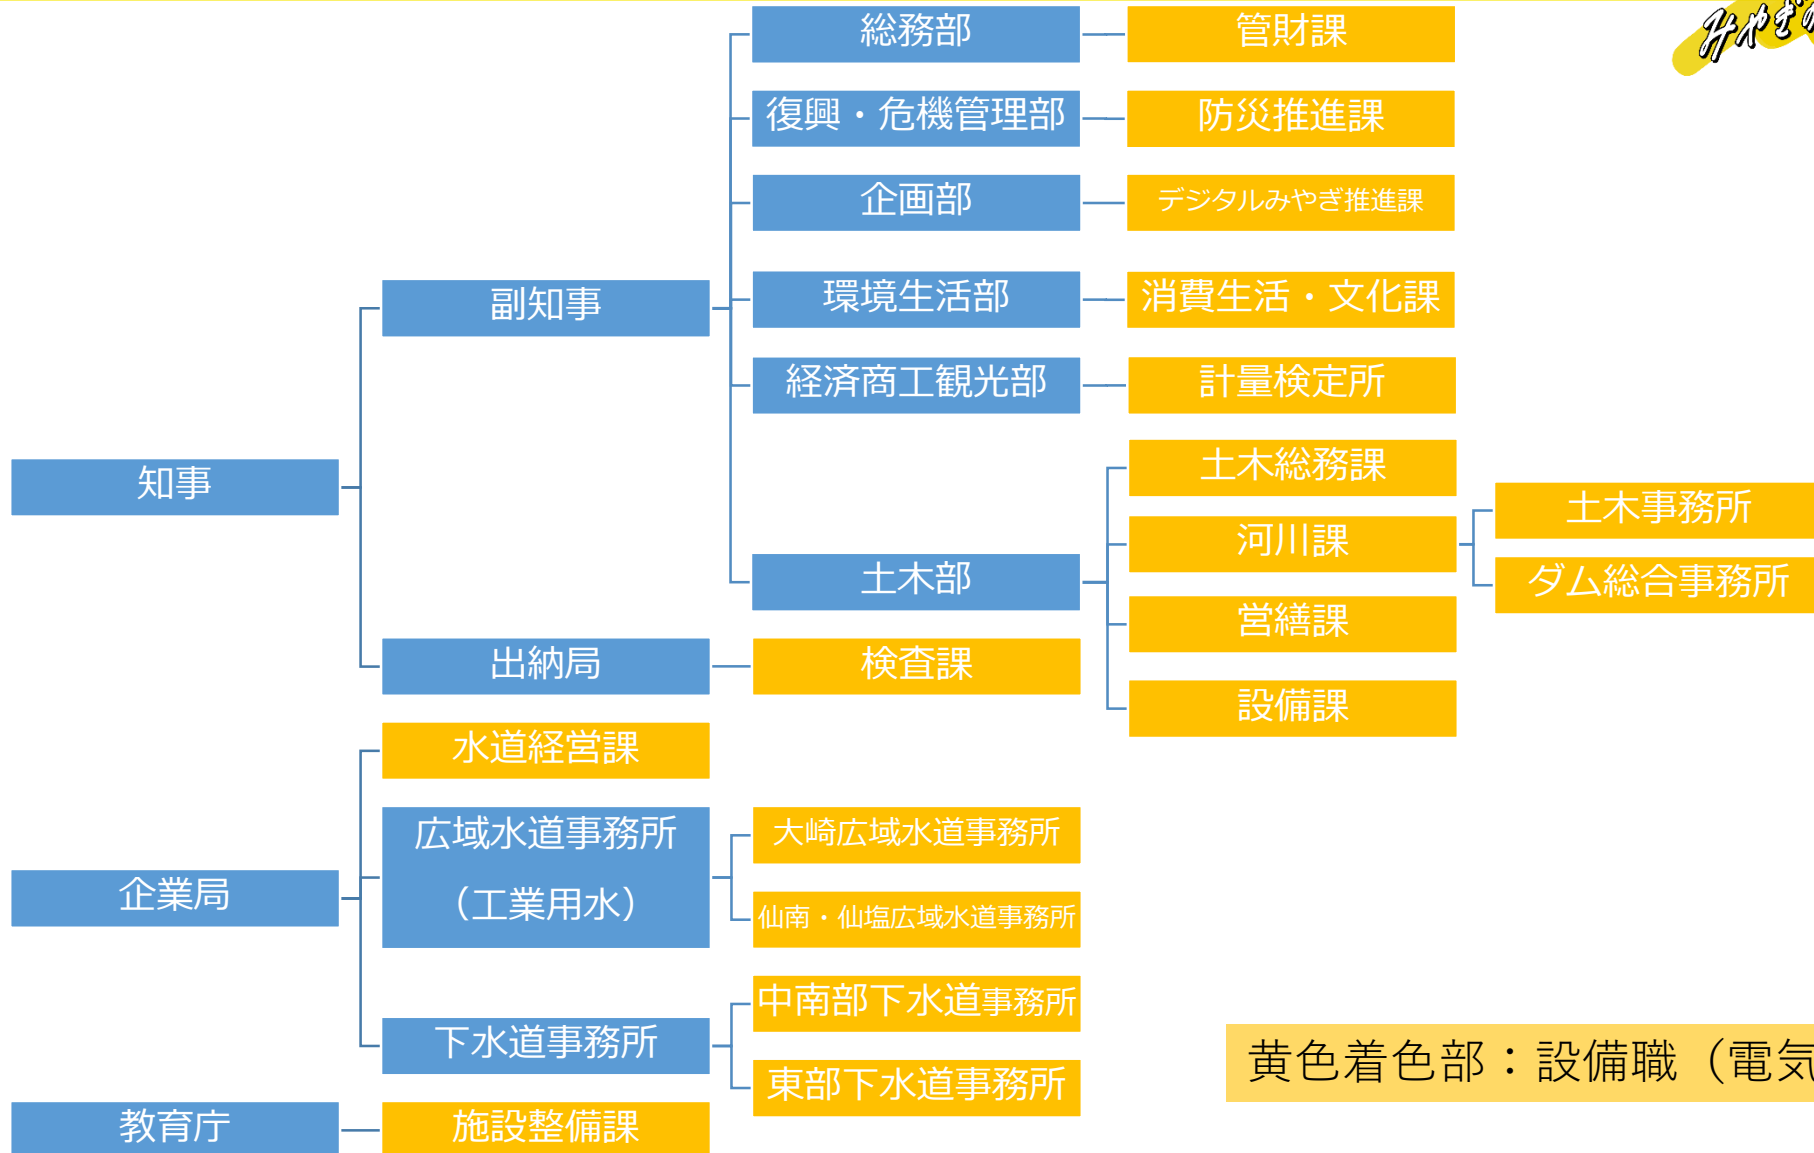 みやぎ
総務部
管財課
復興・危機管理部
防災推進課
企画部
デジタルみやぎ推進課
副知事
環境生活部
消費生活・文化課
経済商工観光部
計量検定所
知事
土木部
土木総務課
河川課
土木事務所
ダム総合事務所
営繕課
設備課
出納局
検査課
企業局
水道経営課
広域水道事務所
（工業用水）
大崎広域水道事務所
仙南・仙塩広域水道事務所
下水道事務所
中南部下水道事務所
東部下水道事務所
教育庁
施設整備課
黄色着色部：設備職（電気